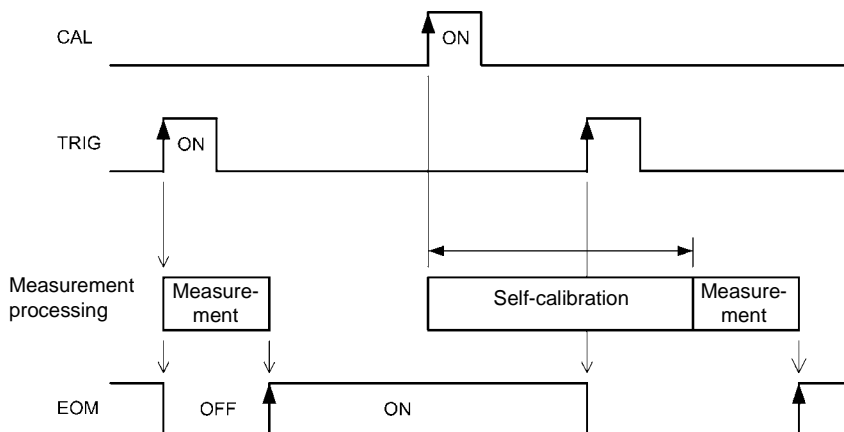 CAL
ON
TRIG
ON
Measurement
processing
Measure-
ment
Self-calibration
Measure-
ment
EOM
OFF
ON